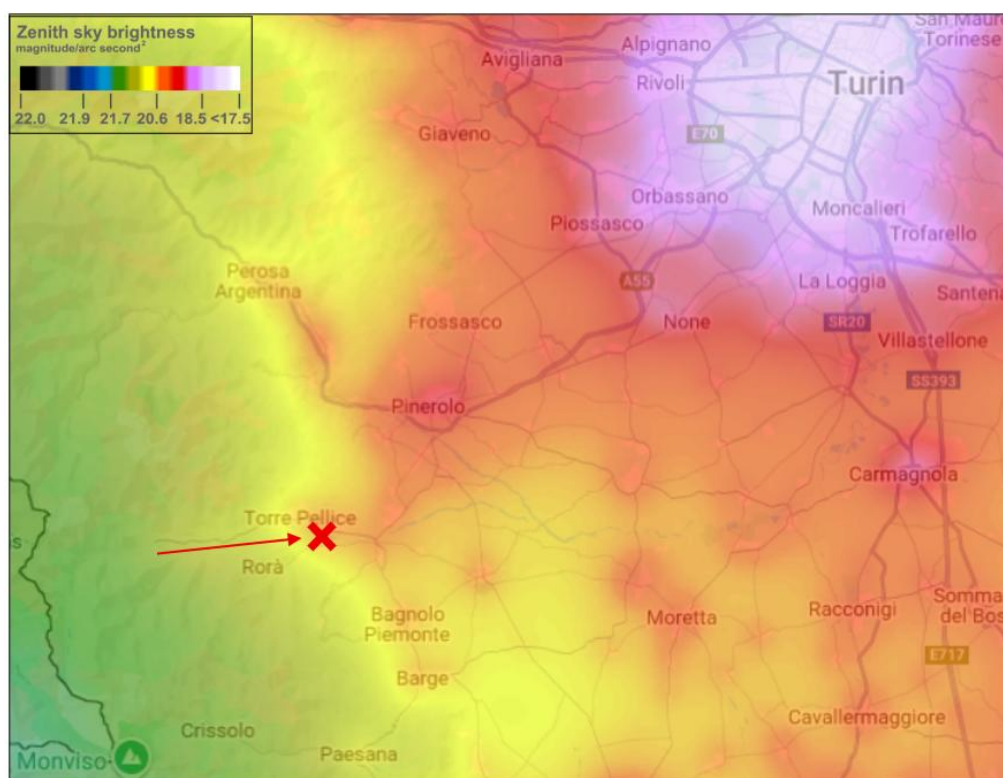 Zenith sky brightness
magnitude/arc second²
22.0 21.9 21.7 20.6 18.5 <17.5
San Mauro
Torinese
Alpignano
Avigliana
Rivoli
Turin
Giaveno
E70
Orbassano
Moncalieri
Piossasco
Trofarello
Perosa
Argentina
A55
La Loggia
Santena
Frossasco
None
SR20
Villastellone
SS393
Pinerolo
Carmagnola
Torre Pellice
s
Rorà
Bagnolo
Piemonte
Moretta
Racconigi
Somma
del Bos
E717
Barge
Cavallermaggiore
Crissolo
Paesana
Monviso